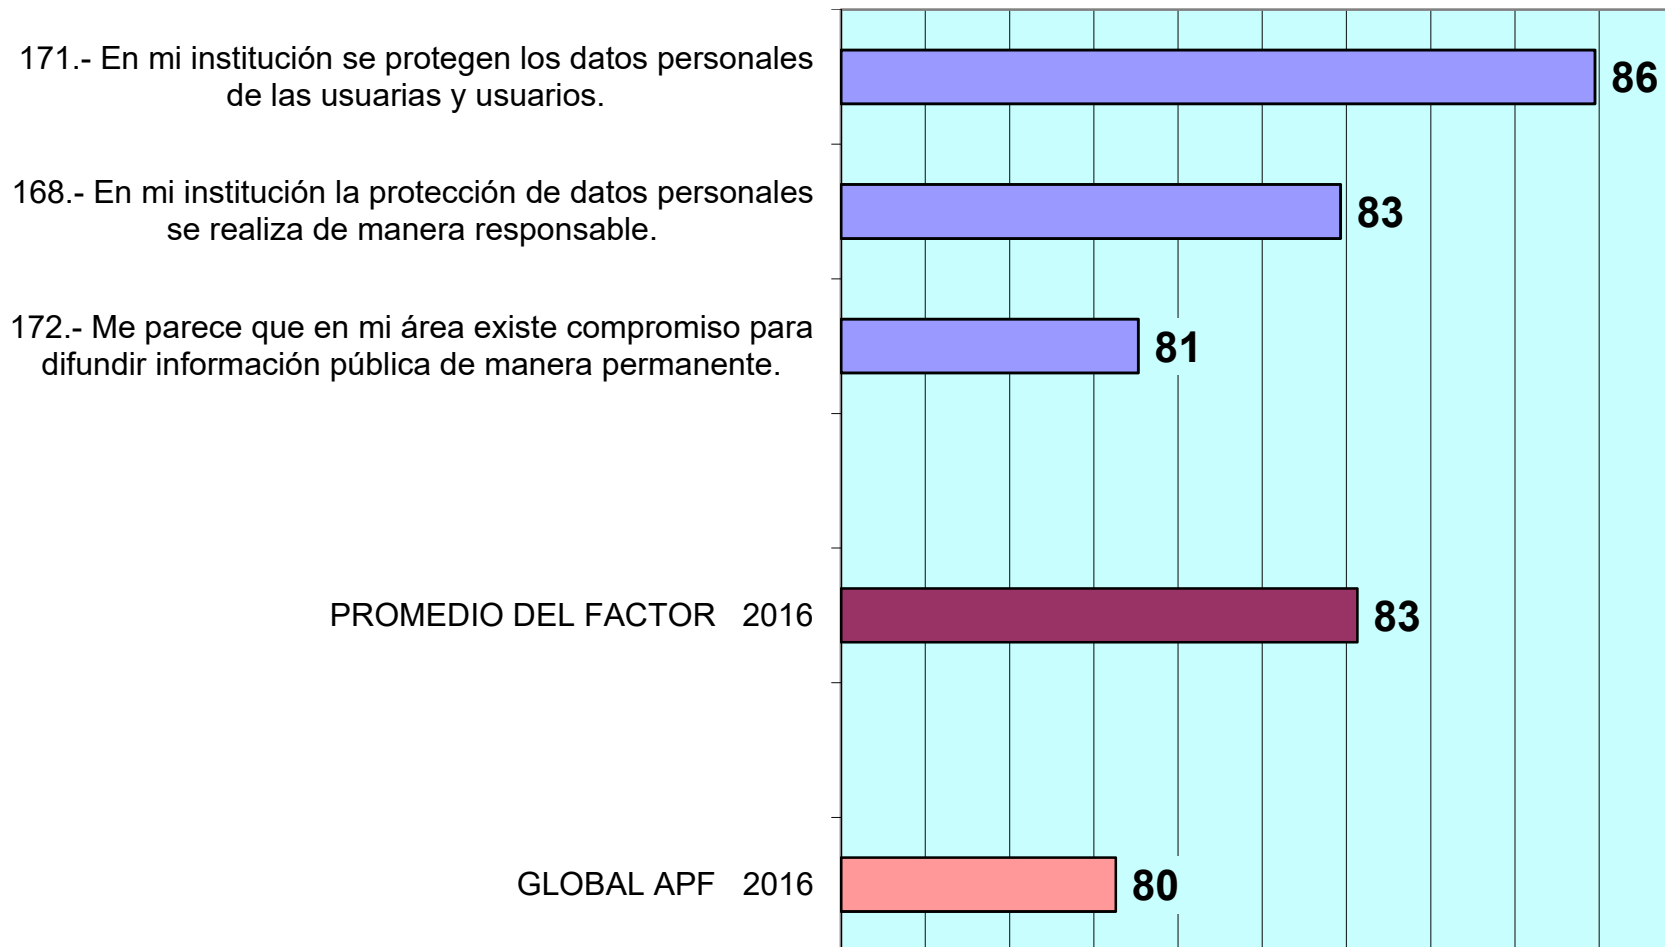 171.- En mi institución se protegen los datos personales
de las usuarias y usuarios.
86
168.- En mi institución la protección de datos personales
se realiza de manera responsable.
83
172.- Me parece que en mi área existe compromiso para
difundir información pública de manera permanente.
81
PROMEDIO DEL FACTOR 2016
83
GLOBAL APF 2016
80